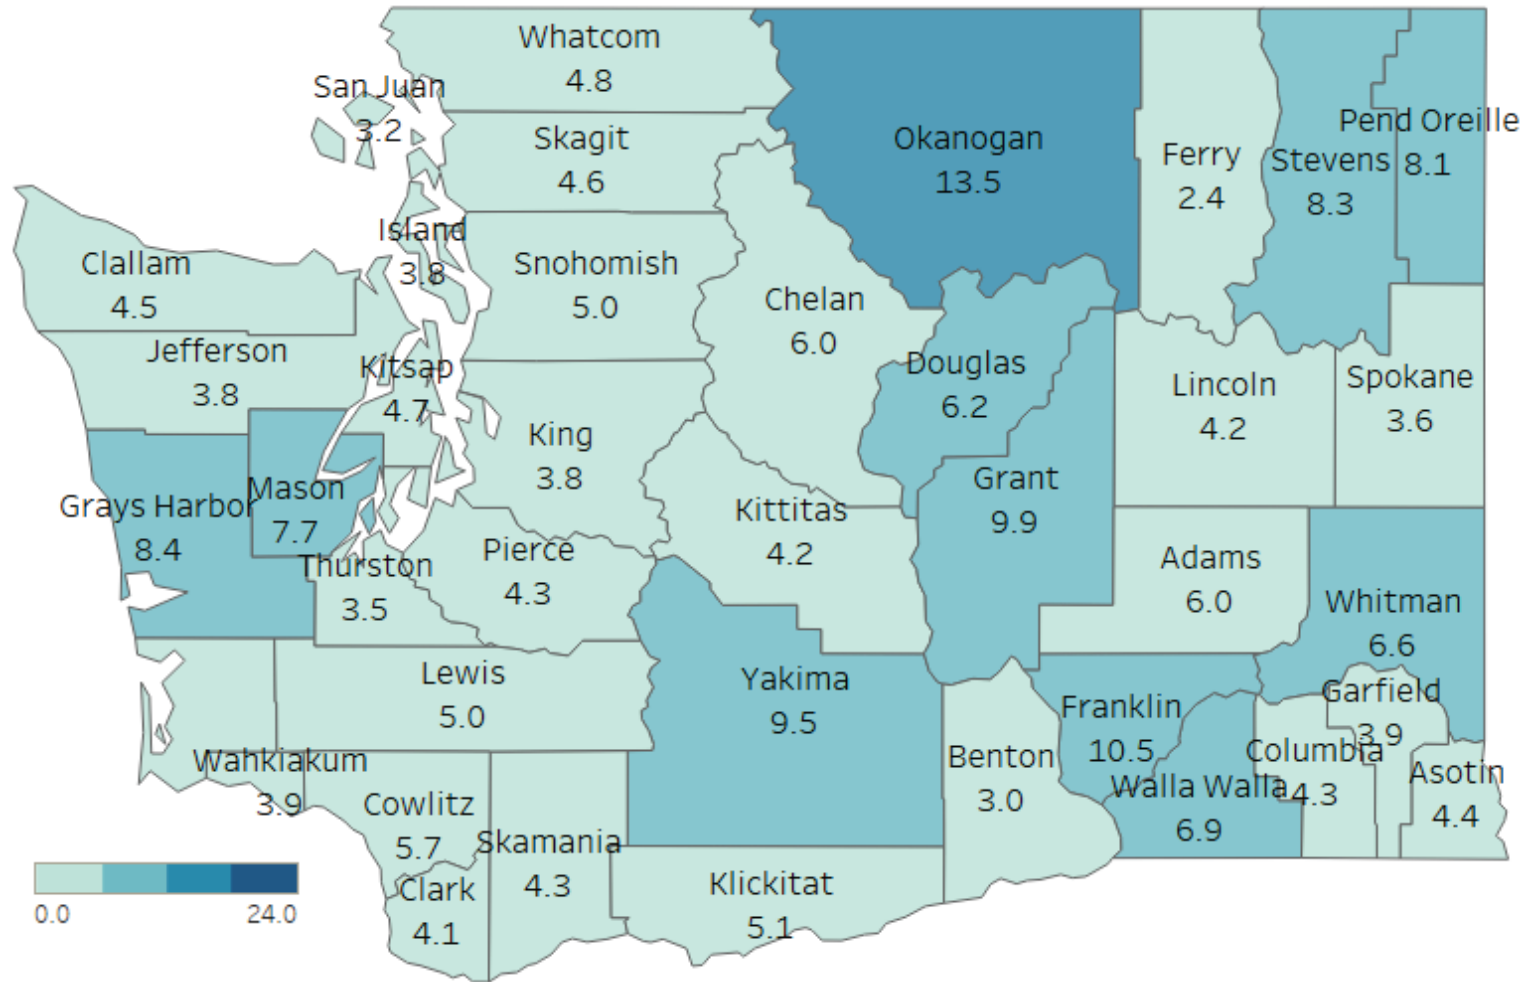 Whatcom
4.8
San Juan
3.2
Skagit
4.6
Okanogan
13.5
Ferry
2.4
Stevens
8.3
Pend Oreille
8.1
Clallam
4.5
Island
3.8
Snohomish
5.0
Chelan
6.0
Jefferson
3.8
Kitsap
4.7
Douglas
6.2
Lincoln
4.2
Spokane
3.6
King
3.8
Grays Harbor
8.4
Mason
7.7
Kittitas
4.2
Grant
9.9
Thurston
3.5
Pierce
4.3
Adams
6.0
Whitman
6.6
Lewis
5.0
Yakima
9.5
Franklin
10.5
Garfield
3.9
Wahkiakum
3.9
Cowlitz
5.7
Benton
3.0
Walla Walla
6.9
Columbia
4.3
Asotin
4.4
Skamania
4.3
Clark
4.1
Klickitat
5.1
0.0
24.0